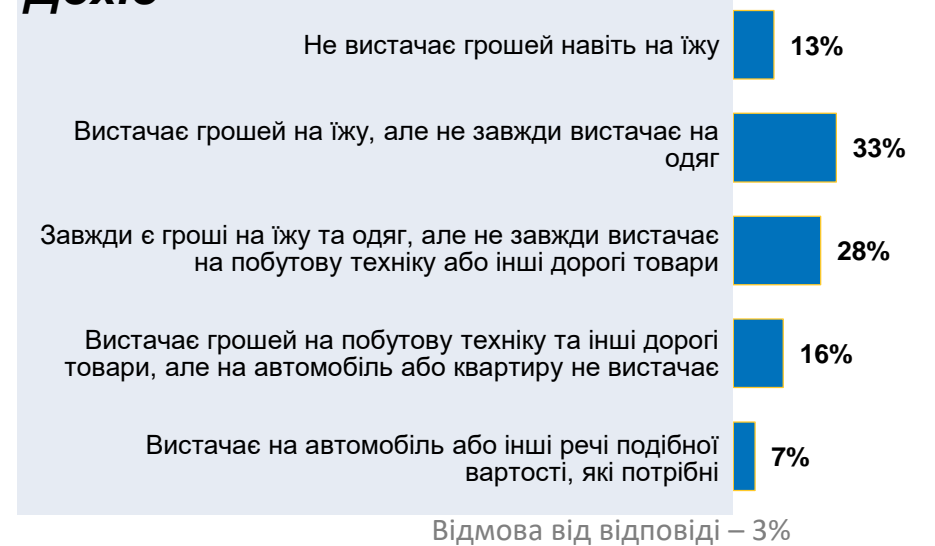 Дохід
Не вистачає грошей навіть на їжу
13%
Вистачає грошей на їжу, але не завжди вистачає на
одяг
33%
Завжди є гроші на їжу та одяг, але не завжди вистачає
на побутову техніку або інші дорогі товари
28%
Вистачає грошей на побутову техніку та інші дорогі
товари, але на автомобіль або квартиру не вистачає
16%
Вистачає на автомобіль або інші речі подібної
вартості, які потрібні
7%
Відмова від відповіді – 3%